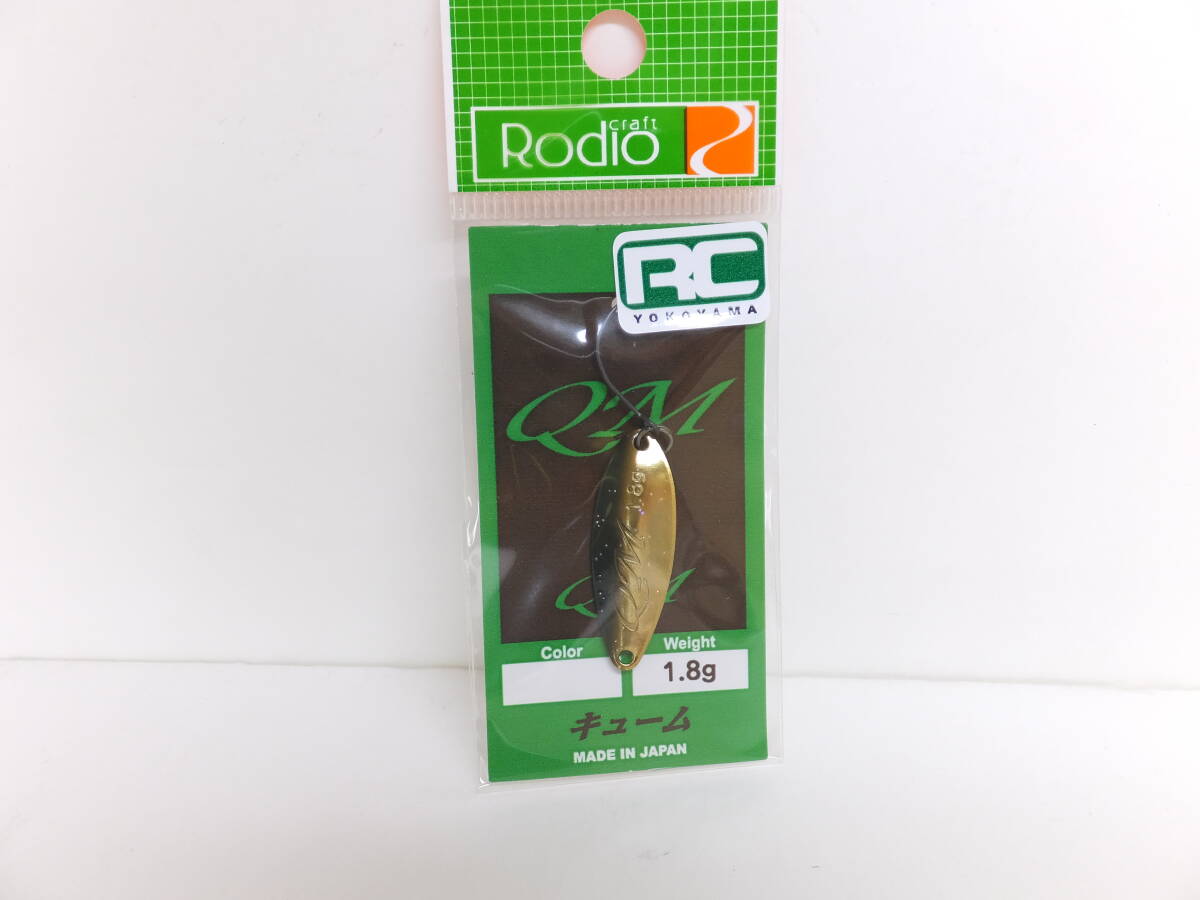 craft
Rodio
RC
YOKOYAMA
QM
1.8g
QM
QM
Color
Weight
1.8g
キューム
MADE IN JAPAN